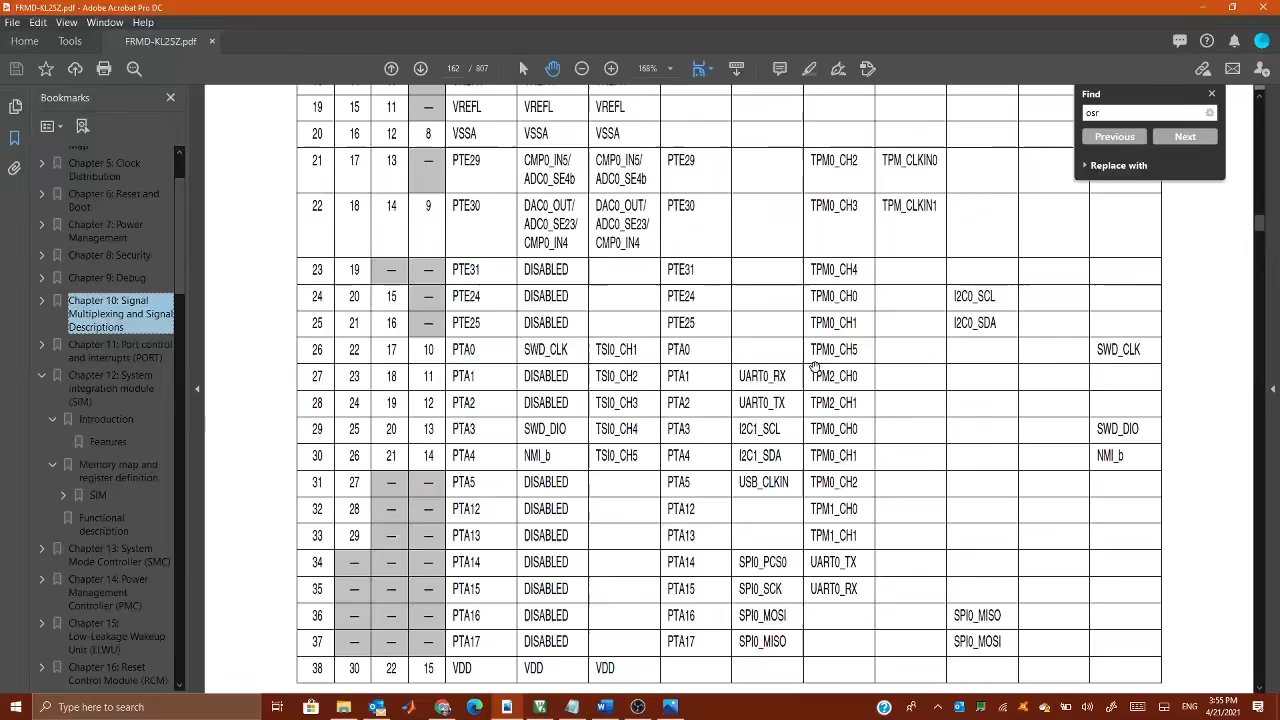 FRMD-KL25Z.pdf - Adobe Acrobat Pro DC
File Edit View Window Help
Home Tools FRMD-KL25Z.pdf ×
162 / 807 168%
Bookmarks
Find
osr
Previous Next
Replace with
Map
Chapter 5: Clock
Distribution
Chapter 6: Reset and
Boot
Chapter 7: Power
Management
Chapter 8: Security
Chapter 9: Debug
Chapter 10: Signal
Multiplexing and Signal
Descriptions
Chapter 11: Port control
and interrupts (PORT)
Chapter 12: System
integration module
(SIM)
Introduction
Features
Memory map and
register definition
SIM
Functional
description
Chapter 13: System
Mode Controller (SMC)
Chapter 14: Power
Management
Controller (PMC)
Chapter 15:
Low-Leakage Wakeup
Unit (LLWU)
Chapter 16: Reset
Control Module (RCM)
19 15 11 — VREFL VREFL VREFL
20 16 12 8 VSSA VSSA VSSA
21 17 13 — PTE29 CMP0_IN5/ CMP0_IN5/ PTE29 TPM0_CH2 TPM_CLKIN0
ADC0_SE4b ADC0_SE4b
22 18 14 9 PTE30 DAC0_OUT/ DAC0_OUT/ PTE30 TPM0_CH3 TPM_CLKIN1
ADC0_SE23/ ADC0_SE23/
CMP0_IN4 CMP0_IN4
23 19 — — PTE31 DISABLED PTE31 TPM0_CH4
24 20 15 — PTE24 DISABLED PTE24 TPM0_CH0 I2C0_SCL
25 21 16 — PTE25 DISABLED PTE25 TPM0_CH1 I2C0_SDA
26 22 17 10 PTA0 SWD_CLK TSI0_CH1 PTA0 TPM0_CH5 SWD_CLK
27 23 18 11 PTA1 DISABLED TSI0_CH2 PTA1 UART0_RX TPM2_CH0
28 24 19 12 PTA2 DISABLED TSI0_CH3 PTA2 UART0_TX TPM2_CH1
29 25 20 13 PTA3 SWD_DIO TSI0_CH4 PTA3 I2C1_SCL TPM0_CH0 SWD_DIO
30 26 21 14 PTA4 NMI_b TSI0_CH5 PTA4 I2C1_SDA TPM0_CH1 NMI_b
31 27 — — PTA5 DISABLED PTA5 USB_CLKIN TPM0_CH2
32 28 — — PTA12 DISABLED PTA12 TPM1_CH0
33 29 — — PTA13 DISABLED PTA13 TPM1_CH1
34 — — — PTA14 DISABLED PTA14 SPI0_PCS0 UART0_TX
35 — — — PTA15 DISABLED PTA15 SPI0_SCK UART0_RX
36 — — — PTA16 DISABLED PTA16 SPI0_MOSI SPI0_MISO
37 — — — PTA17 DISABLED PTA17 SPI0_MISO SPI0_MOSI
38 30 22 15 VDD VDD VDD
Type here to search
3:55 PM
4/21/2021